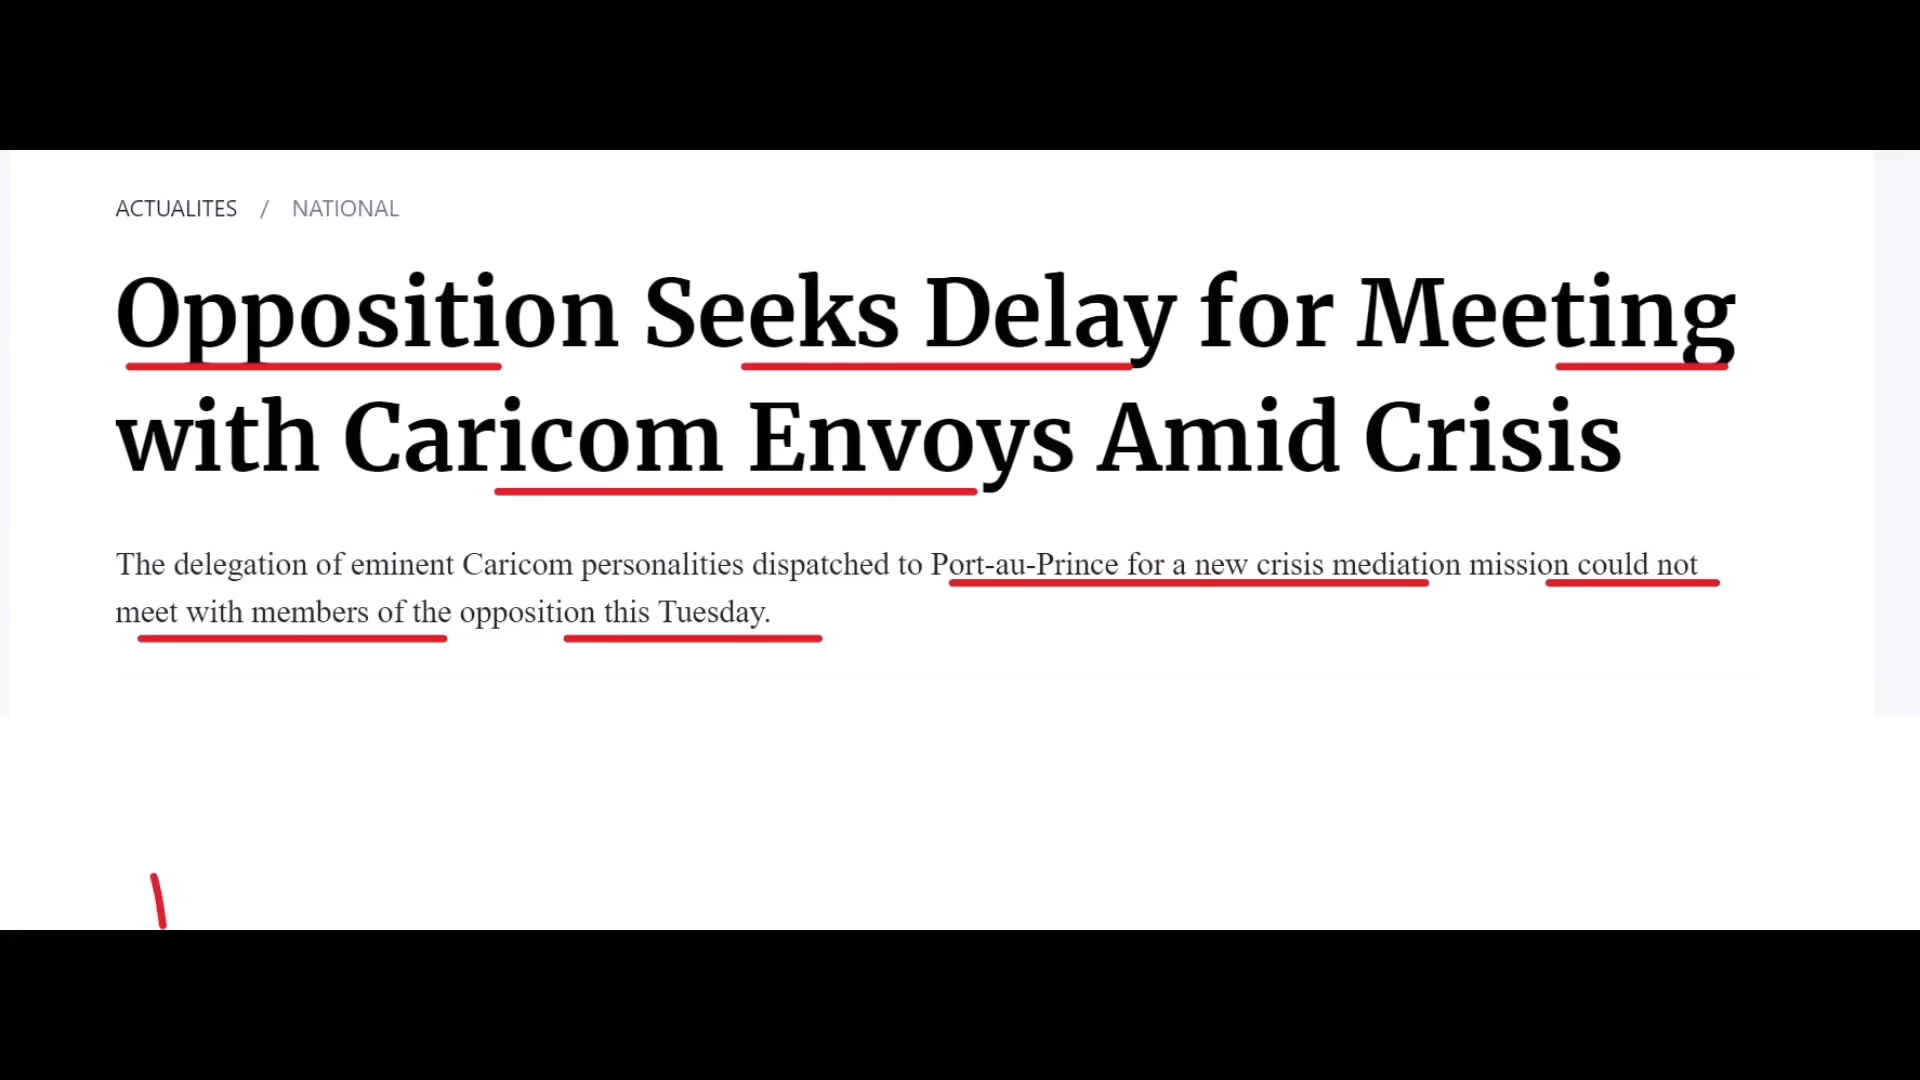 ACTUALITES / NATIONAL
Opposition Seeks Delay for Meeting
with Caricom Envoys Amid Crisis
The delegation of eminent Caricom personalities dispatched to Port-au-Prince for a new crisis mediation mission could not
meet with members of the opposition this Tuesday.